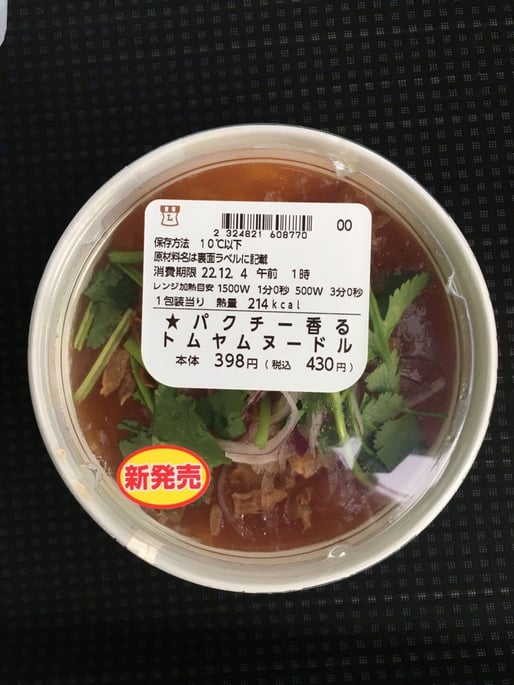 L
00
2 324821 608770
保存方法 10℃以下
原材料名は裏面ラベルに記載
消費期限 22.12. 4 午前 1時
レンジ加熱目安 1500W 1分0秒 500W 3分0秒
1包装当り 熱量 214kcal
★パクチー香る
トムヤムヌードル
本体 398円(税込 430円)
新発売